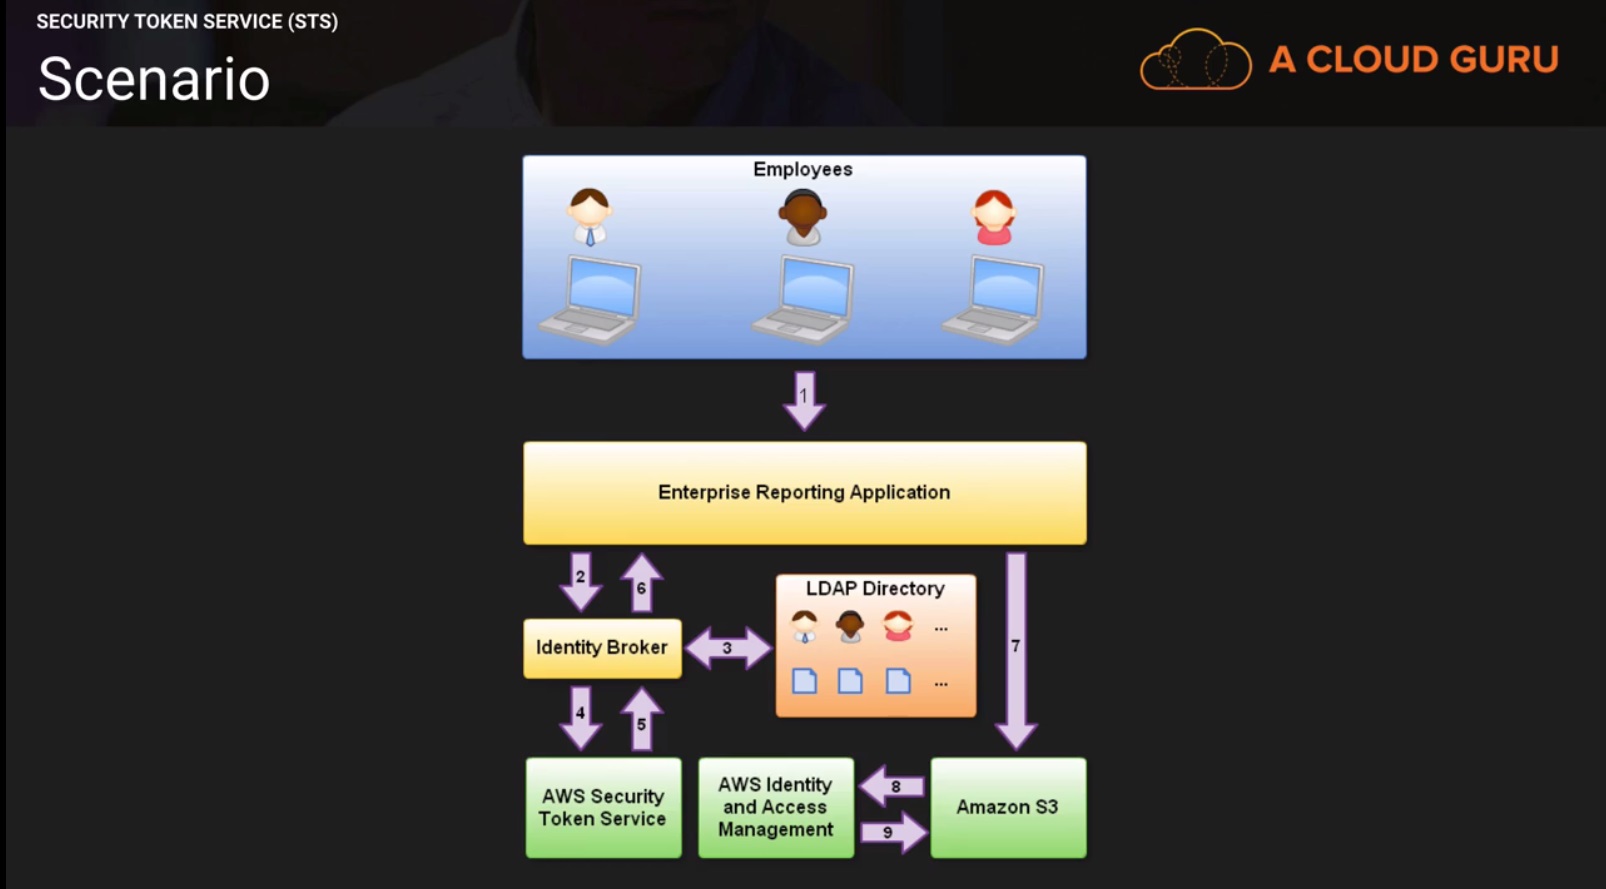 SECURITY TOKEN SERVICE (STS)
Scenario
A CLOUD GURU
Employees
1
Enterprise Reporting Application
2
6
LDAP Directory
...
Identity Broker
3
7
...
4
5
AWS Security
Token Service
AWS Identity
and Access
Management
8
9
Amazon S3